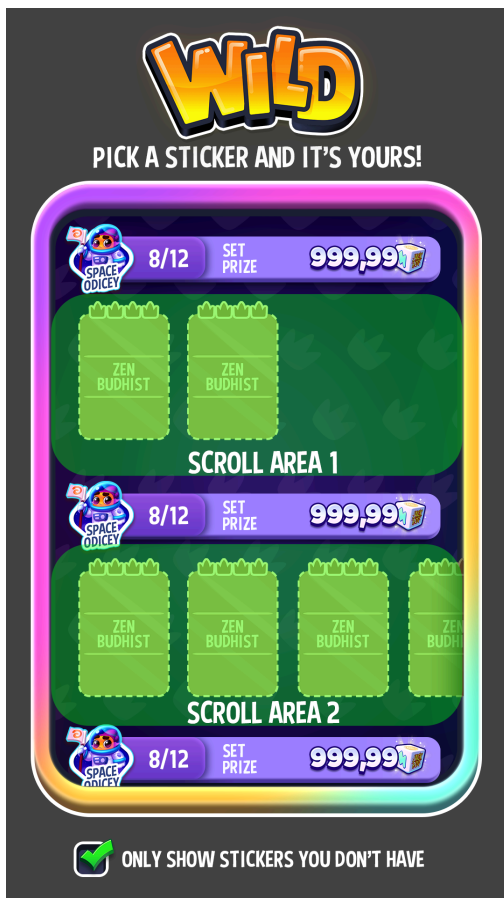 WILD
PICK A STICKER AND IT'S YOURS!
SPACE
ODICEY
8/12
SET
PRIZE
999,99
ZEN
BUDHIST
ZEN
BUDHIST
SCROLL AREA 1
SPACE
ODICEY
8/12
SET
PRIZE
999,99
ZEN
BUDHIST
ZEN
BUDHIST
ZEN
BUDHIST
ZEN
BUDH
SCROLL AREA 2
SPACE
ODICEY
8/12
SET
PRIZE
999,99
ONLY SHOW STICKERS YOU DON'T HAVE